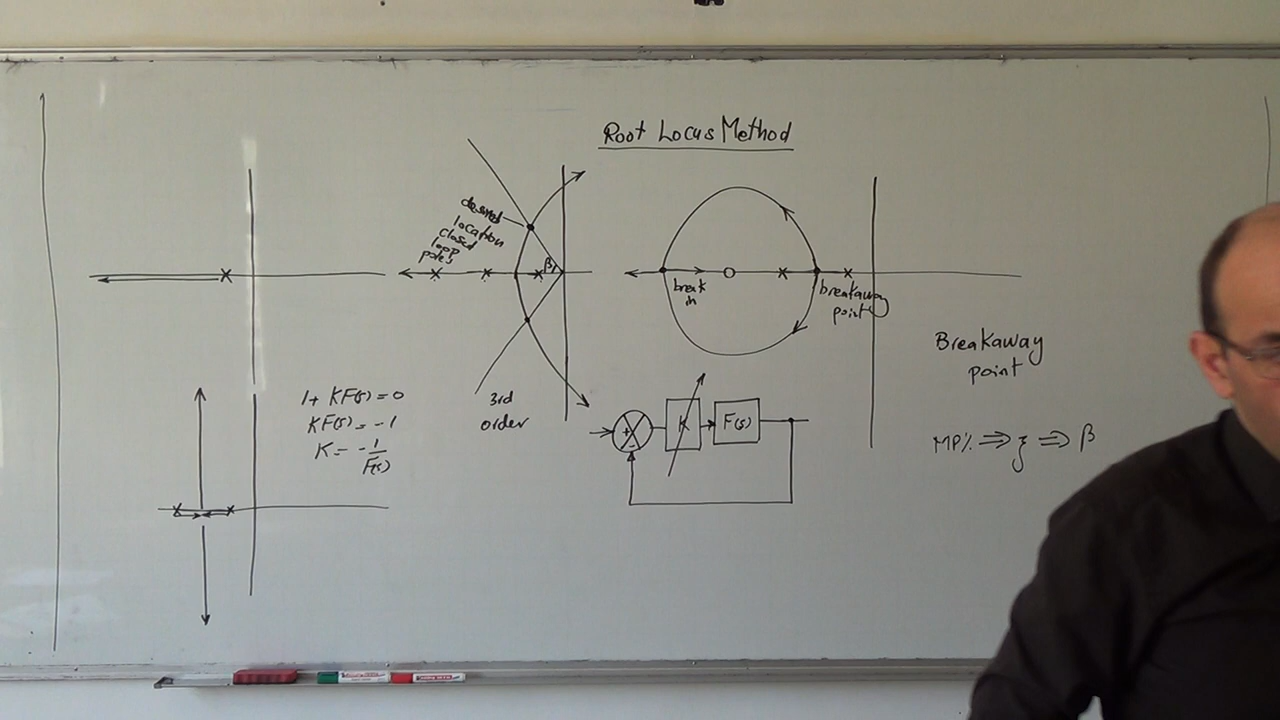 Root Locus Method
desired
location
closed
loop
poles
β
break
in
breakaway
point
Breakaway
point
1 + KF(s) = 0
KF(s) = -1
K = - 1/F(s)
3rd
order
+
-
K
F(s)
MP% ⇒ ξ ⇒ β